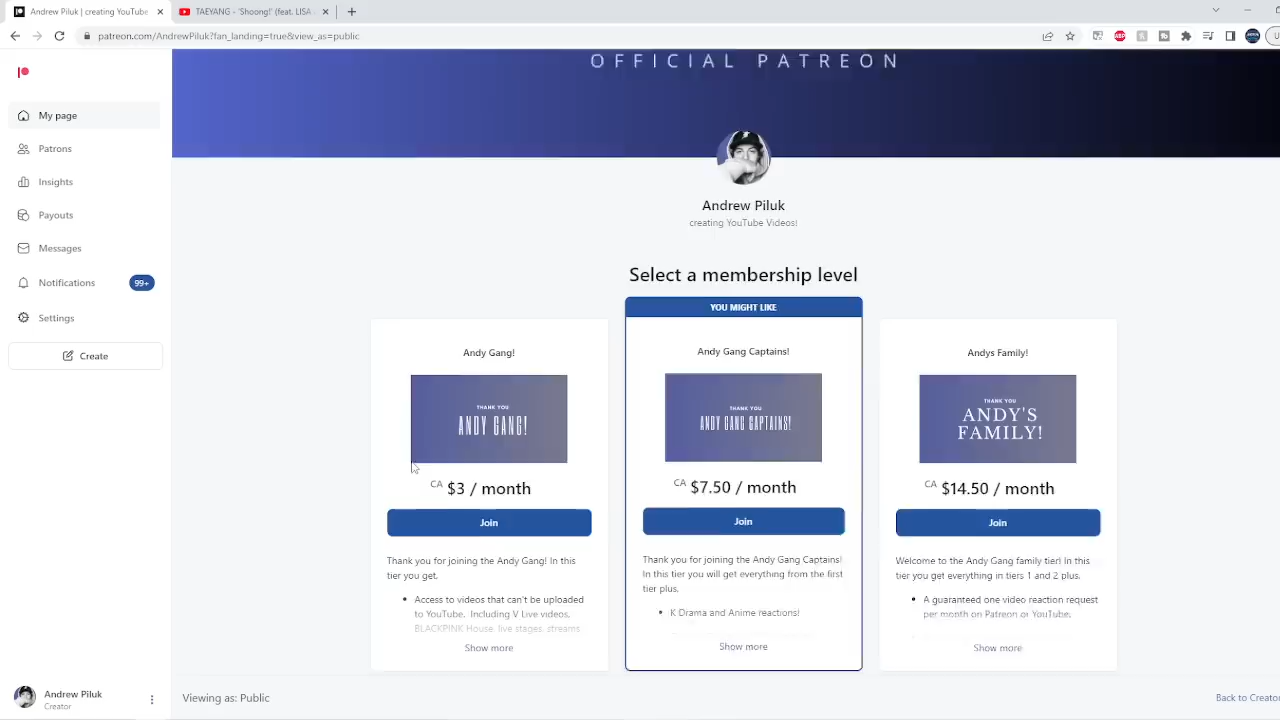 Andrew Piluk | creating YouTube
TAEYANG - 'Shoong!' (feat. LISA
patreon.com/AndrewPiluk?fan_landing=true&view_as=public
OFFICIAL PATREON
My page
Patrons
Insights
Payouts
Messages
Notifications 99+
Settings
Create
Andrew Piluk
creating YouTube Videos!
Select a membership level
Andy Gang!
THANK YOU
ANDY GANG!
CA $3 / month
Join
Thank you for joining the Andy Gang! In this
tier you get.
• Access to videos that can't be uploaded
to YouTube. Including V Live videos,
BLACKPINK House, live stages, streams
Show more
YOU MIGHT LIKE
Andy Gang Captains!
THANK YOU
ANDY GANG CAPTAINS!
CA $7.50 / month
Join
Thank you for joining the Andy Gang Captains!
In this tier you will get everything from the first
tier plus.
• K Drama and Anime reactions!
Show more
Andys Family!
THANK YOU
ANDY'S
FAMILY!
CA $14.50 / month
Join
Welcome to the Andy Gang family tier! In this
tier you get everything in tiers 1 and 2 plus.
• A guaranteed one video reaction request
per month on Patreon or YouTube.
Show more
Andrew Piluk
Creator
Viewing as: Public
Back to Creator